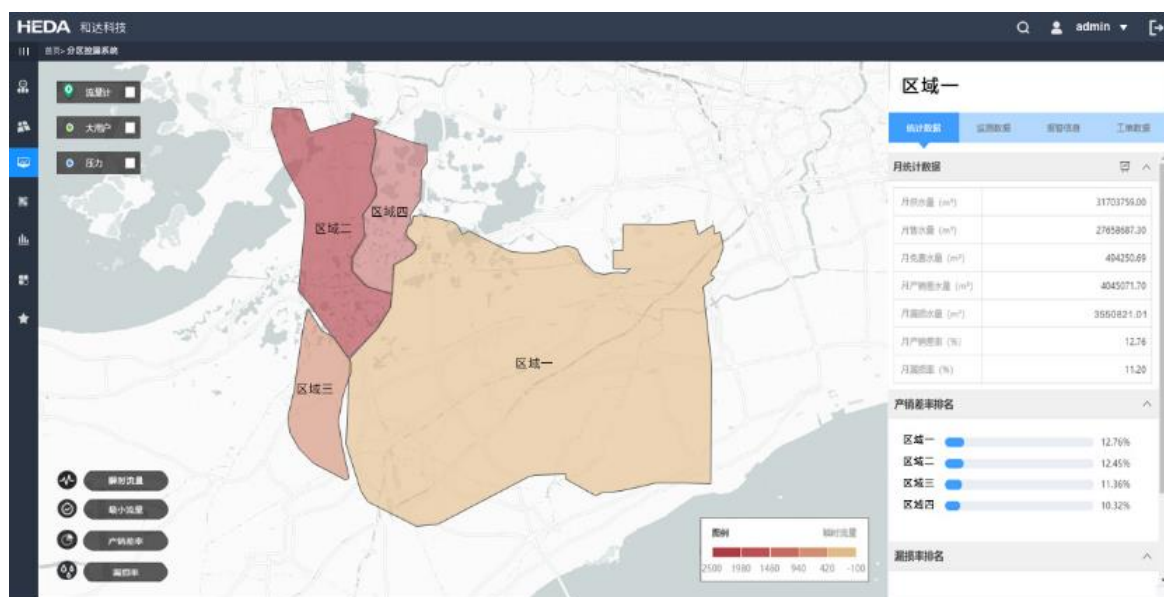 HEDA 和达科技
admin
首页>分区控漏系统
流量计
大用户
压力
区域二
区域四
区域三
区域一
瞬时流量
最小流量
产销差率
漏损率
图例 瞬时流量
2500 1980 1460 940 420 -100
区域一
统计数据 监测数据 报警信息 工单数据
月统计数据
月供水量 (m³) 31703759.00
月售水量 (m³) 27658687.30
月免费水量 (m³) 494250.69
月产销差水量 (m³) 4045071.70
月漏损水量 (m³) 3550821.01
月产销差率 (%) 12.76
月漏损率 (%) 11.20
产销差率排名
区域一 12.76%
区域二 12.45%
区域三 11.36%
区域四 10.32%
漏损率排名